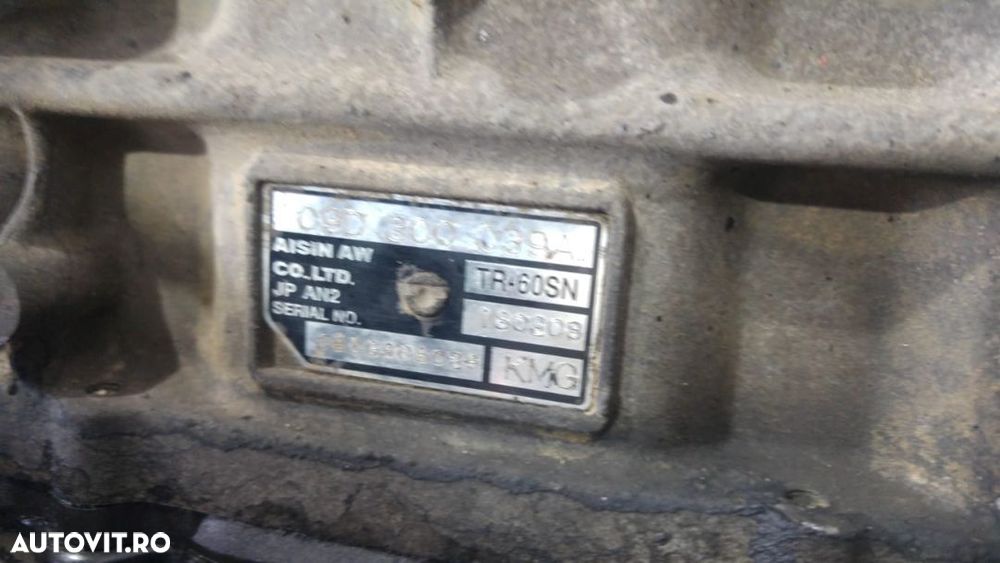 09D 300 039A
AISIN AW
CO.,LTD.
TR-60SN
JP AN2
SERIAL NO.
KMG
AUTOVIT.RO